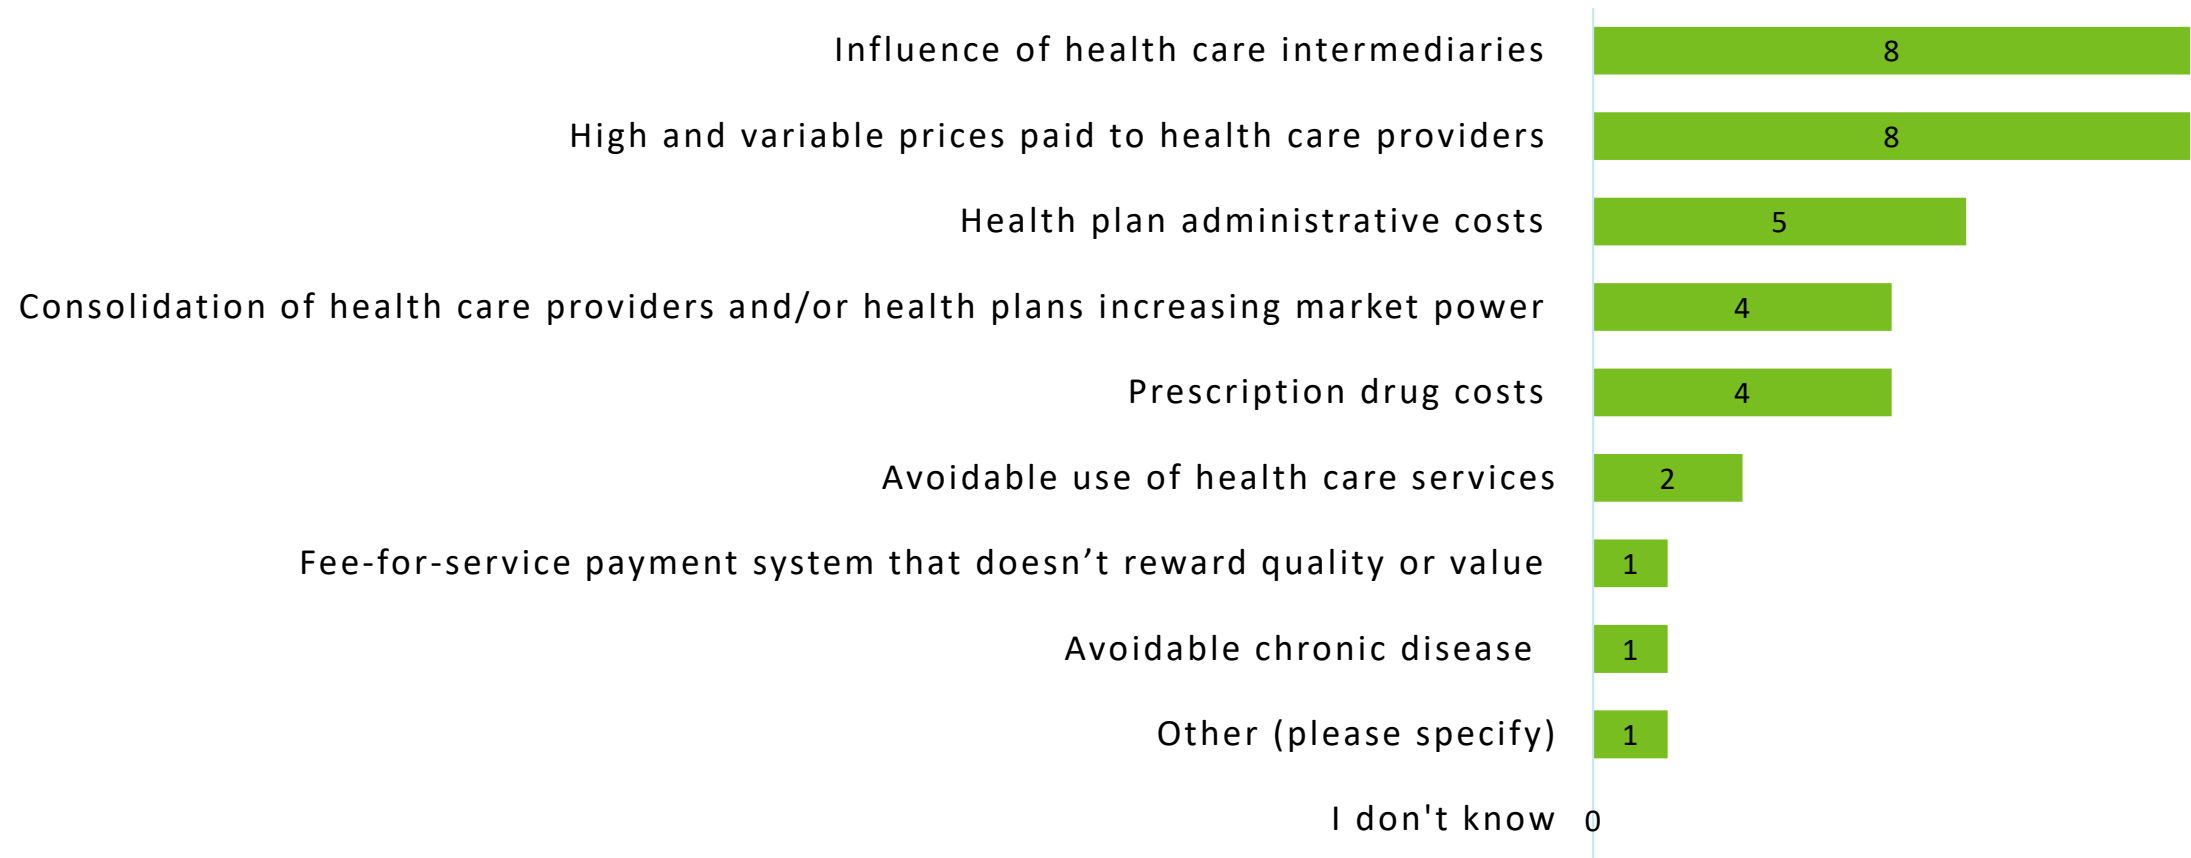 Influence of health care intermediaries 8
High and variable prices paid to health care providers 8
Health plan administrative costs 5
Consolidation of health care providers and/or health plans increasing market power 4
Prescription drug costs 4
Avoidable use of health care services 2
Fee-for-service payment system that doesn’t reward quality or value 1
Avoidable chronic disease 1
Other (please specify) 1
I don't know 0